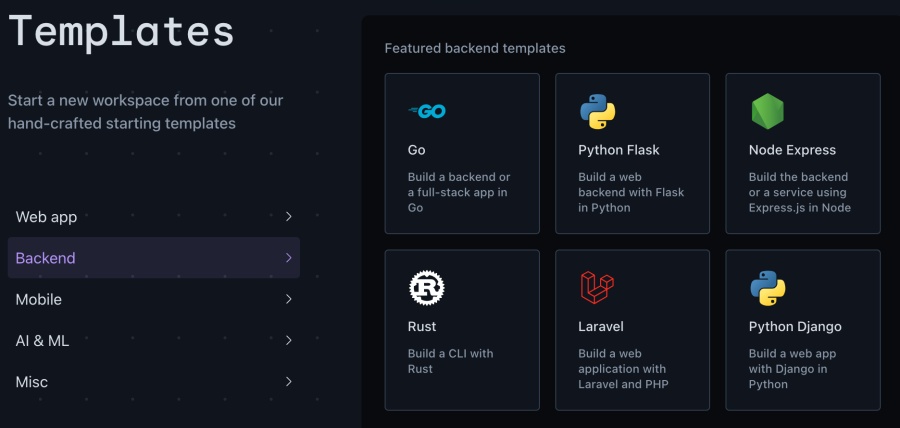 Templates
Start a new workspace from one of our
hand-crafted starting templates
Web app
Backend
Mobile
AI & ML
Misc
Featured backend templates
GO
Go
Build a backend or
a full-stack app in
Go
Python Flask
Build a web
backend with Flask
in Python
Node Express
Build the backend
or a service using
Express.js in Node
R
Rust
Build a CLI with
Rust
Laravel
Build a web
application with
Laravel and PHP
Python Django
Build a web app
with Django in
Python